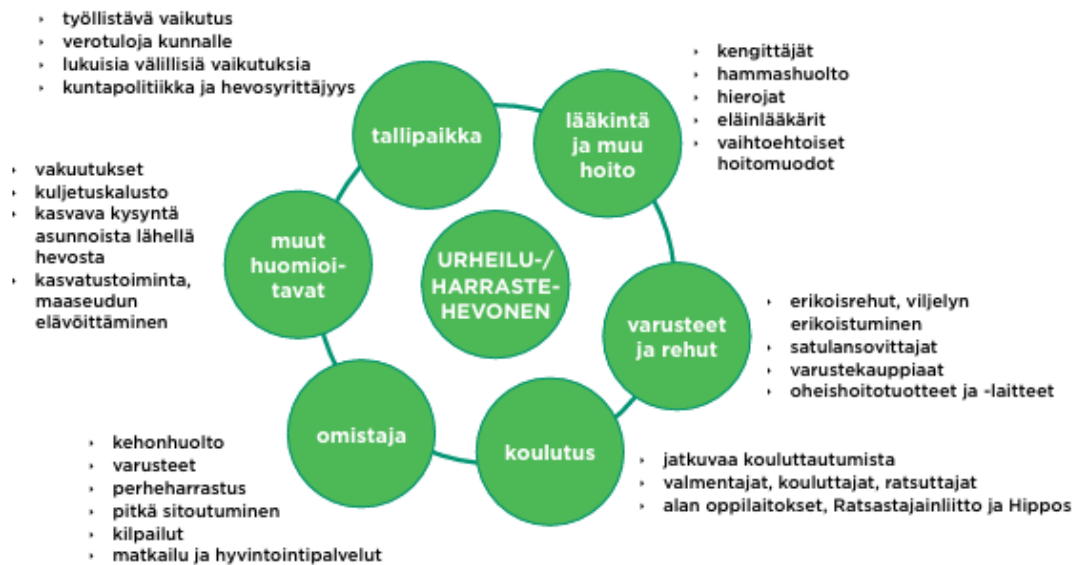 työllistävä vaikutus
verotuloja kunnalle
lukuisia välillisiä vaikutuksia
kuntapolitiikka ja hevosyrittäjyys
tallipaikka
lääkintä
ja muu
hoito
kengittäjät
hammashuolto
hierojat
eläinlääkärit
vaihtoehtoiset
hoitomuodot
vakuutukset
kuljetuskalusto
kasvava kysyntä
asunnoista lähellä
hevosta
kasvatustoiminta,
maaseudun
elävöittäminen
muut
huomioi-
tavat
URHEILU-/
HARRASTE-
HEVONEN
varusteet
ja rehut
erikoisrehut, viljelyn
erikoistuminen
satulansovittajat
varustekauppiaat
oheishoitotuotteet ja -laitteet
omistaja
kehonhuolto
varusteet
perheharrastus
pitkä sitoutuminen
kilpailut
matkailu ja hyvintointipalvelut
koulutus
jatkuvaa kouluttautumista
valmentajat, kouluttajat, ratsuttajat
alan oppilaitokset, Ratsastajainliitto ja Hippos